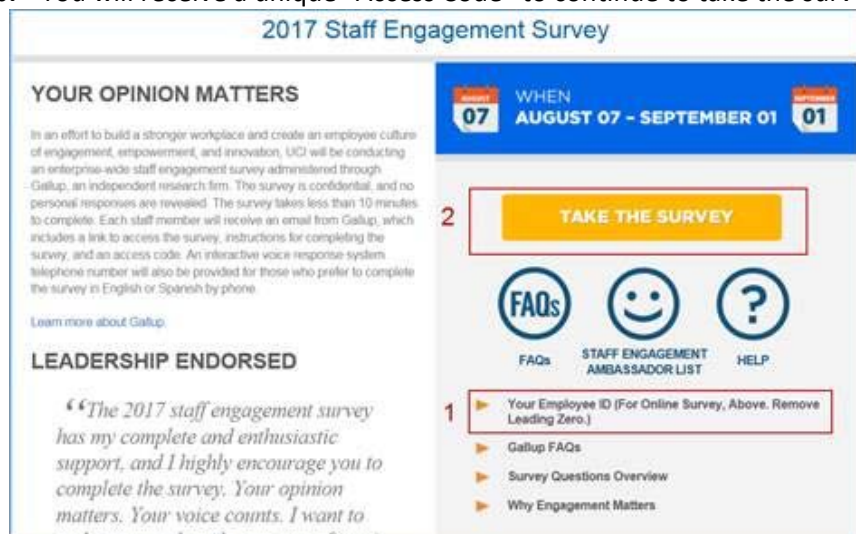 You will receive a unique "Access Code" to continue to take the surv
2017 Staff Engagement Survey
YOUR OPINION MATTERS
In an effort to build a stronger workplace and create an employee culture
of engagement, empowerment, and innovation, UCI will be conducting
an enterprise-wide staff engagement survey administered through
Gallup, an independent research firm. The survey is confidential, and no
personal responses are revealed. The survey takes less than 10 minutes
to complete. Each staff member will receive an email from Gallup, which
includes a link to access the survey, instructions for completing the
survey, and an access code. An interactive voice response system
telephone number will also be provided for those who prefer to complete
the survey in English or Spanish by phone.
Learn more about Gallup.
LEADERSHIP ENDORSED
“The 2017 staff engagement survey
has my complete and enthusiastic
support, and I highly encourage you to
complete the survey. Your opinion
matters. Your voice counts. I want to
AUGUST
07
WHEN
AUGUST 07 - SEPTEMBER 01
SEPTEMBER
01
2
TAKE THE SURVEY
FAQs
?
FAQs
STAFF ENGAGEMENT
AMBASSADOR LIST
HELP
1
Your Employee ID (For Online Survey, Above. Remove
Leading Zero.)
Gallup FAQs
Survey Questions Overview
Why Engagement Matters